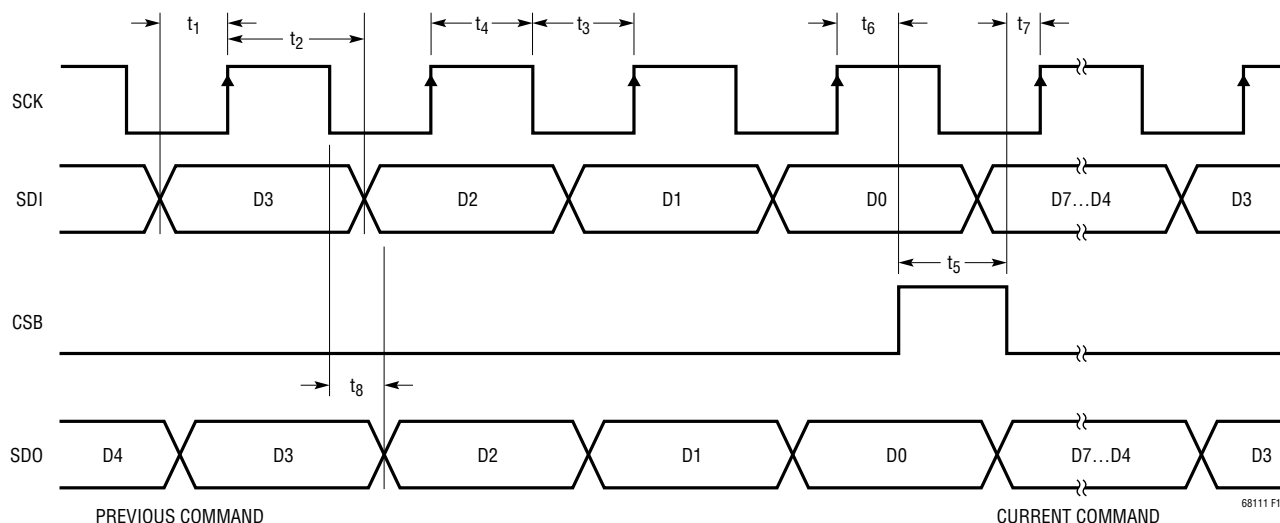 t1 t2 t4 t3 t6 t7
SCK
SDI D3 D2 D1 D0 D7...D4 D3
t5
CSB
t8
SDO D4 D3 D2 D1 D0 D7...D4 D3
68111 F1
PREVIOUS COMMAND CURRENT COMMAND